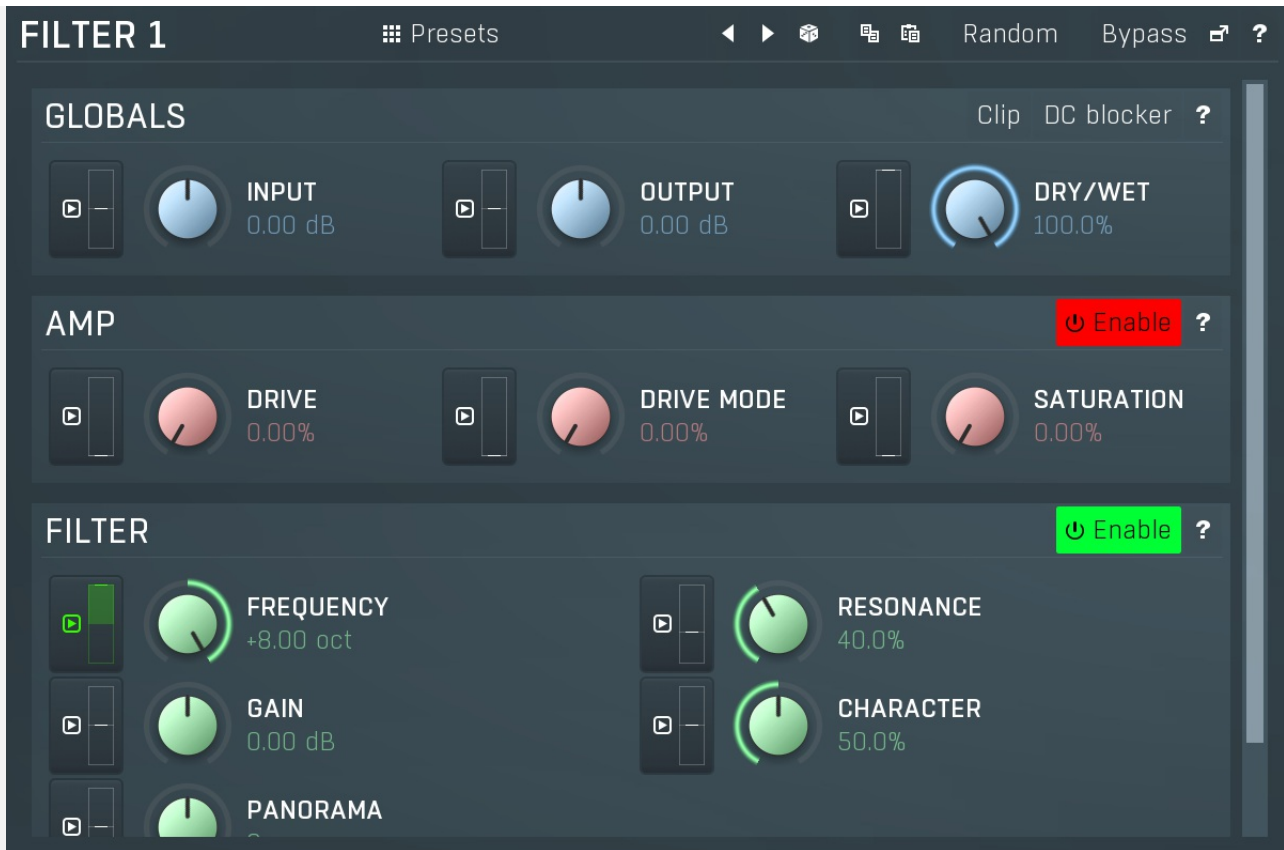 FILTER 1 Presets Random Bypass ?
GLOBALS Clip DC blocker ?
INPUT OUTPUT DRY/WET
0.00 dB 0.00 dB 100.0%
AMP Enable ?
DRIVE DRIVE MODE SATURATION
0.00% 0.00% 0.00%
FILTER Enable ?
FREQUENCY RESONANCE
+8.00 oct 40.0%
GAIN CHARACTER
0.00 dB 50.0%
PANORAMA